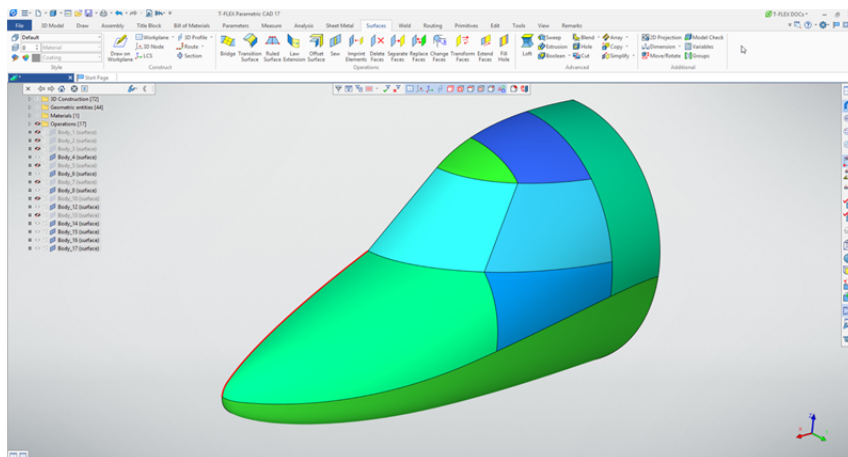 T-FLEX Parametric CAD 17
T-FLEX DOCs
File 3D Model Draw Assembly Title Block Bill of Materials Parameters Measure Analysis Sheet Metal Surfaces Weld Routing Primitives Edit Tools View Remarks
Default
0 Material
Coating
Style
Draw on Workplane
Workplane
3D Node
LCS
3D Profile
Route
Section
Construct
Bridge
Transition Surface
Ruled Surface
Law Extension
Offset Surface
Sew
Imprint Elements
Delete Faces
Separate Faces
Replace Faces
Change Faces
Transform Faces
Extend Faces
Fill Hole
Operations
Loft
Sweep
Extrusion
Boolean
Blend
Hole
Cut
Array
Copy
Simplify
Advanced
2D Projection
Dimension
Move/Rotate
Model Check
Variables
Groups
Additional
Start Page
3D Construction [72]
Geometric entities [44]
Materials [1]
Operations [17]
Body_1 (surface)
Body_2 (surface)
Body_3 (surface)
Body_4 (surface)
Body_5 (surface)
Body_6 (surface)
Body_7 (surface)
Body_8 (surface)
Body_10 (surface)
Body_12 (surface)
Body_13 (surface)
Body_14 (surface)
Body_15 (surface)
Body_16 (surface)
Body_17 (surface)